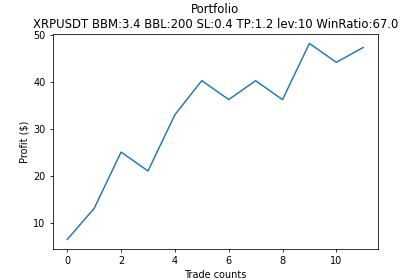 Portfolio
XRPUSDT BBM:3.4 BBL:200 SL:0.4 TP:1.2 lev:10 WinRatio:67.0
50
40
30
20
10
Profit ($)
0 2 4 6 8 10
Trade counts